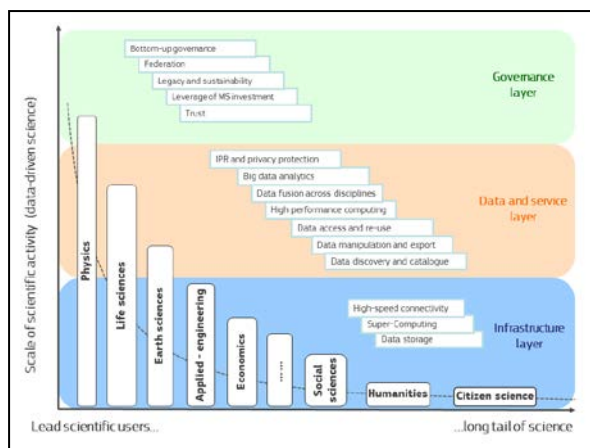 Scale of scientific activity (data-driven science)
Bottom-up governance
Federation
Legacy and sustainability
Leverage of MS investment
Trust
Governance
layer
IPR and privacy protection
Big data analytics
Data fusion across disciplines
High performance computing
Data access and re-use
Data manipulation and export
Data discovery and catalogue
Data and service
layer
High-speed connectivity
Super-Computing
Data storage
Infrastructure
layer
Physics
Life sciences
Earth sciences
Applied - engineering
Economics
... ...
Social
sciences
Humanities
Citizen science
Lead scientific users...
...long tail of science